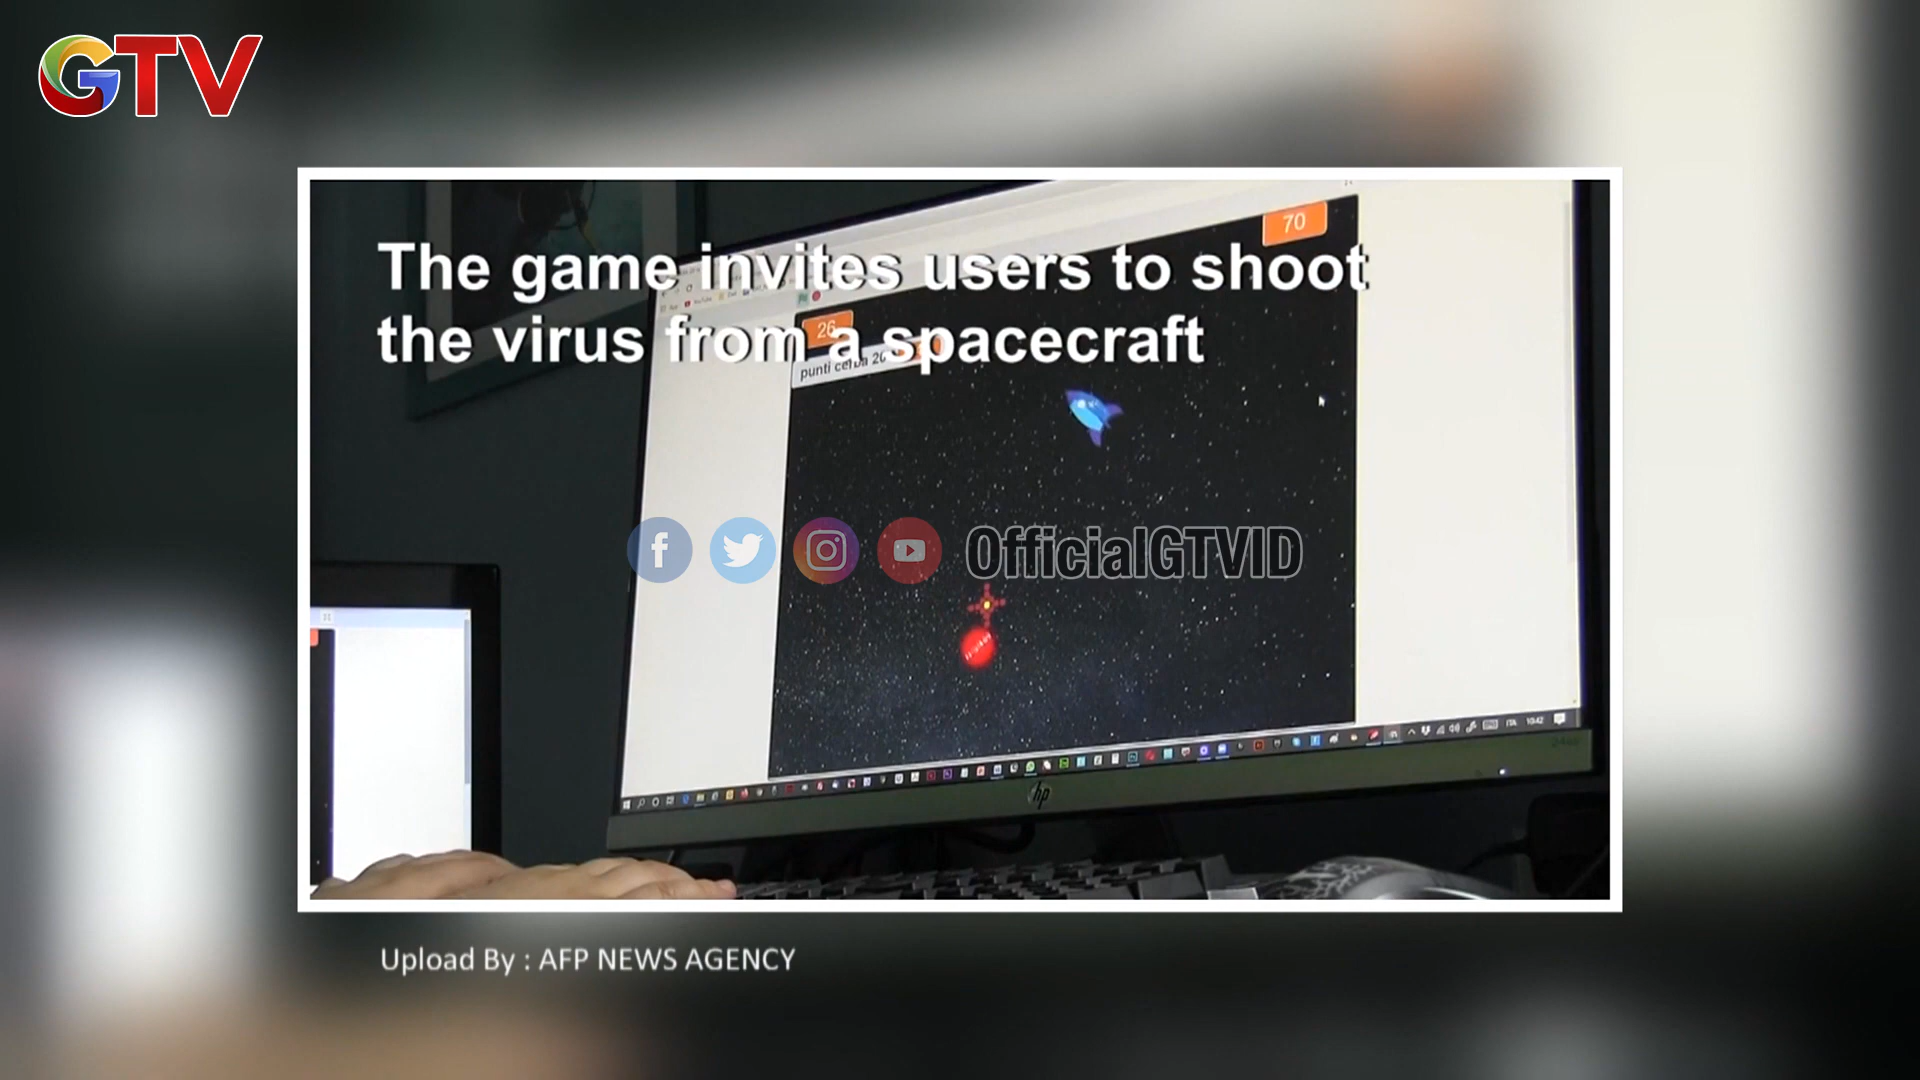 GTV
70
The game invites users to shoot
26
the virus from a spacecraft
OfficialGTVID
hp
Upload By : AFP NEWS AGENCY